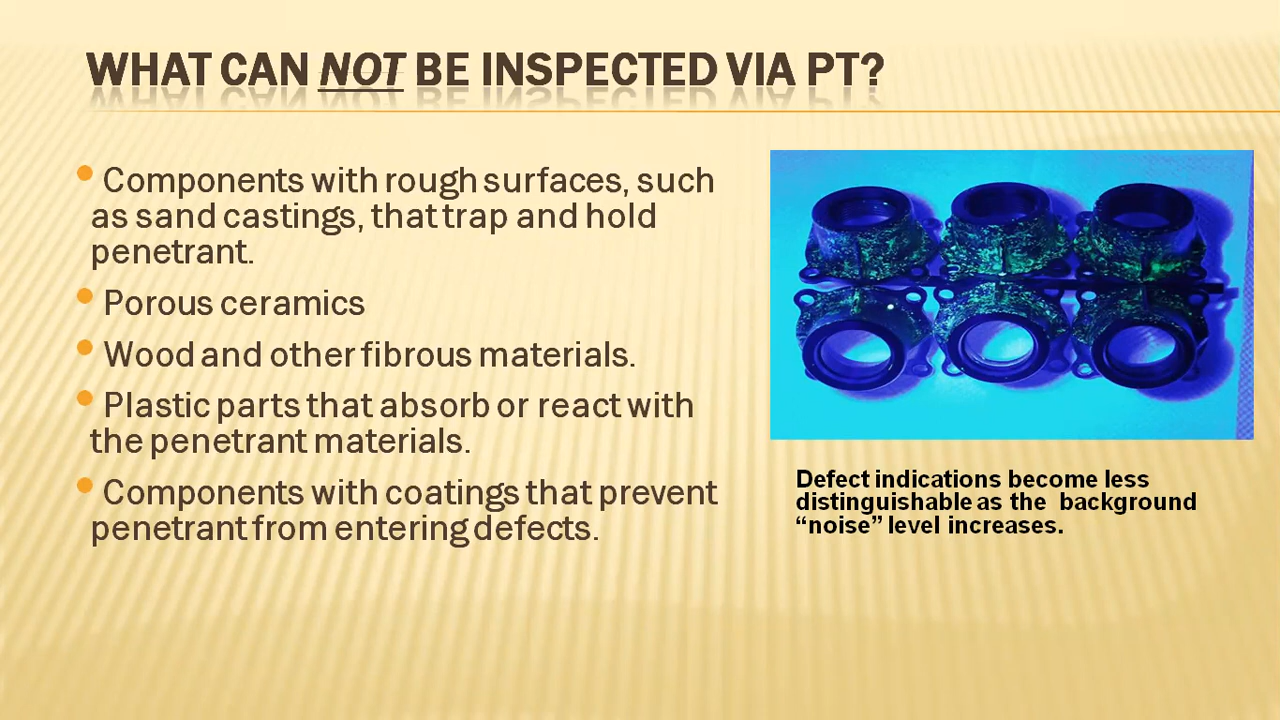 WHAT CAN NOT BE INSPECTED VIA PT?
• Components with rough surfaces, such
as sand castings, that trap and hold
penetrant.
• Porous ceramics
• Wood and other fibrous materials.
• Plastic parts that absorb or react with
the penetrant materials.
• Components with coatings that prevent
penetrant from entering defects.
Defect indications become less
distinguishable as the background
“noise” level increases.